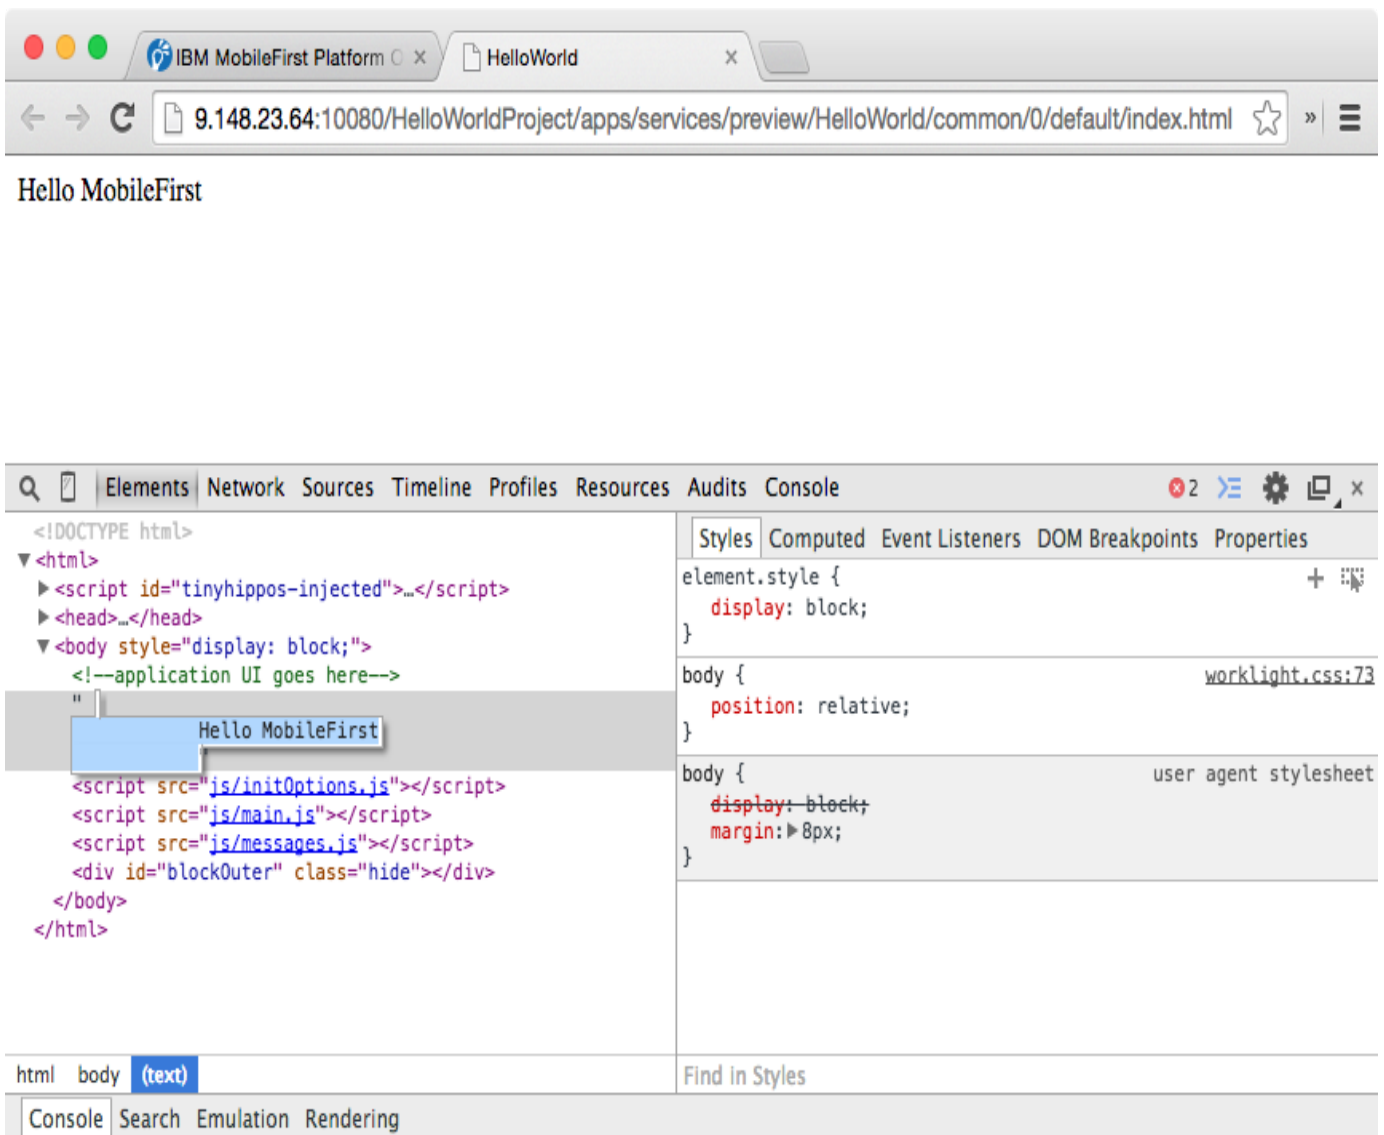 IBM MobileFirst Platform O
HelloWorld
9.148.23.64:10080/HelloWorldProject/apps/services/preview/HelloWorld/common/0/default/index.html
Hello MobileFirst
Elements Network Sources Timeline Profiles Resources Audits Console 2
<!DOCTYPE html>
<html>
<script id="tinyhippos-injected">…</script>
<head>…</head>
<body style="display: block;">
<!--application UI goes here-->
"
Hello MobileFirst
<script src="js/initOptions.js"></script>
<script src="js/main.js"></script>
<script src="js/messages.js"></script>
<div id="blockOuter" class="hide"></div>
</body>
</html>
html body (text)
Styles Computed Event Listeners DOM Breakpoints Properties
element.style {
display: block;
}
body { worklight.css:73
position: relative;
}
body { user agent stylesheet
display: block;
margin: 8px;
}
Find in Styles
Console Search Emulation Rendering